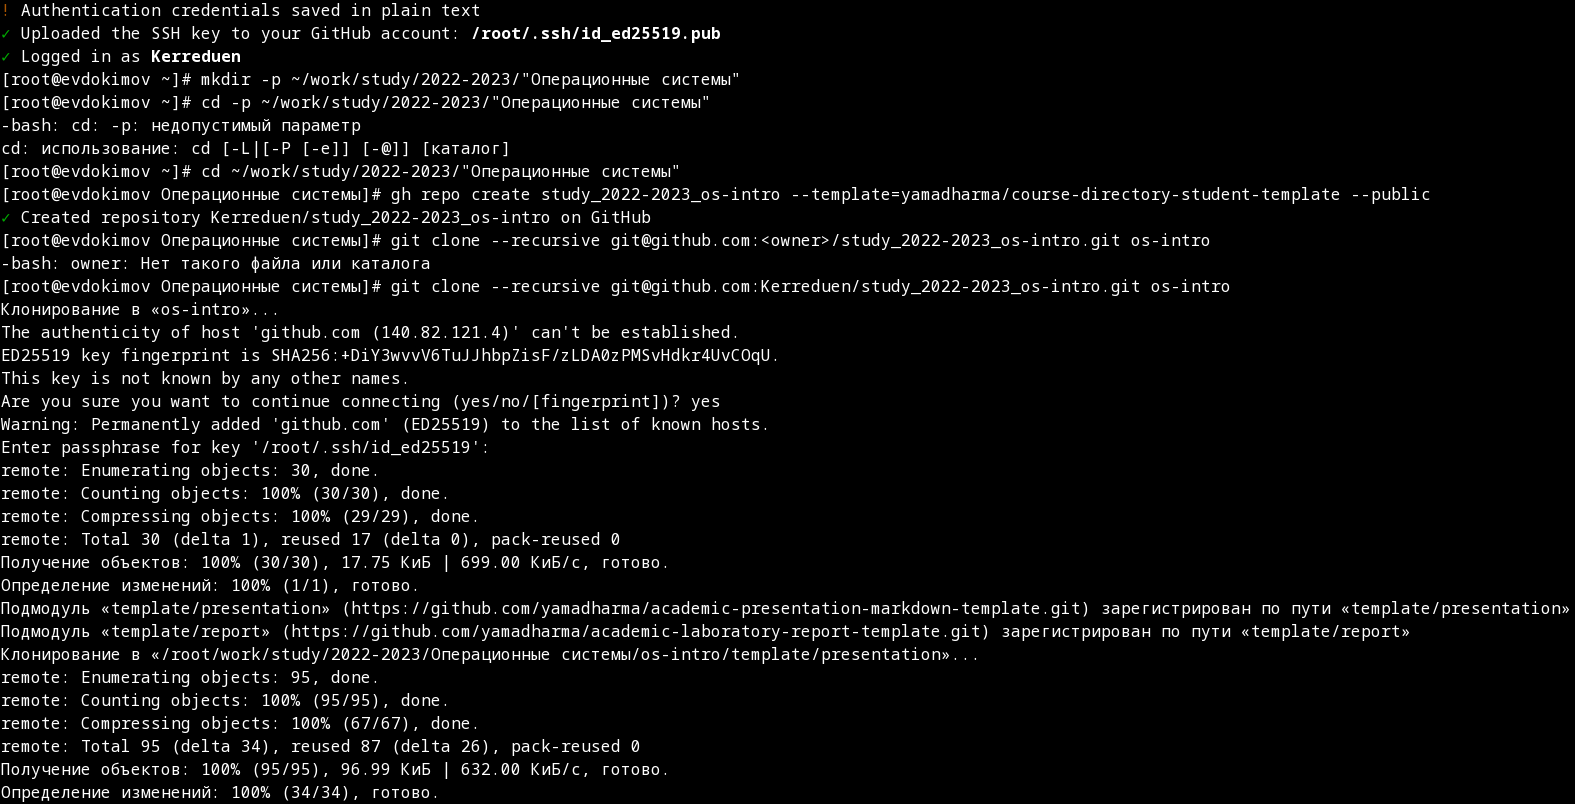 ! Authentication credentials saved in plain text
✓ Uploaded the SSH key to your GitHub account: /root/.ssh/id_ed25519.pub
✓ Logged in as Kerreduen
[root@evdokimov ~]# mkdir -p ~/work/study/2022-2023/"Операционные системы"
[root@evdokimov ~]# cd -p ~/work/study/2022-2023/"Операционные системы"
-bash: cd: -p: недопустимый параметр
cd: использование: cd [-L|[-P [-e]] [-@]] [каталог]
[root@evdokimov ~]# cd ~/work/study/2022-2023/"Операционные системы"
[root@evdokimov Операционные системы]# gh repo create study_2022-2023_os-intro --template=yamadharma/course-directory-student-template --public
✓ Created repository Kerreduen/study_2022-2023_os-intro on GitHub
[root@evdokimov Операционные системы]# git clone --recursive git@github.com:<owner>/study_2022-2023_os-intro.git os-intro
-bash: owner: Нет такого файла или каталога
[root@evdokimov Операционные системы]# git clone --recursive git@github.com:Kerreduen/study_2022-2023_os-intro.git os-intro
Клонирование в «os-intro»...
The authenticity of host 'github.com (140.82.121.4)' can't be established.
ED25519 key fingerprint is SHA256:+DiY3wvvV6TuJJhbpZisF/zLDA0zPMSvHdkr4UvCOqU.
This key is not known by any other names.
Are you sure you want to continue connecting (yes/no/[fingerprint])? yes
Warning: Permanently added 'github.com' (ED25519) to the list of known hosts.
Enter passphrase for key '/root/.ssh/id_ed25519':
remote: Enumerating objects: 30, done.
remote: Counting objects: 100% (30/30), done.
remote: Compressing objects: 100% (29/29), done.
remote: Total 30 (delta 1), reused 17 (delta 0), pack-reused 0
Получение объектов: 100% (30/30), 17.75 КиБ | 699.00 КиБ/с, готово.
Определение изменений: 100% (1/1), готово.
Подмодуль «template/presentation» (https://github.com/yamadharma/academic-presentation-markdown-template.git) зарегистрирован по пути «template/presentation»
Подмодуль «template/report» (https://github.com/yamadharma/academic-laboratory-report-template.git) зарегистрирован по пути «template/report»
Клонирование в «/root/work/study/2022-2023/Операционные системы/os-intro/template/presentation»...
remote: Enumerating objects: 95, done.
remote: Counting objects: 100% (95/95), done.
remote: Compressing objects: 100% (67/67), done.
remote: Total 95 (delta 34), reused 87 (delta 26), pack-reused 0
Получение объектов: 100% (95/95), 96.99 КиБ | 632.00 КиБ/с, готово.
Определение изменений: 100% (34/34), готово.